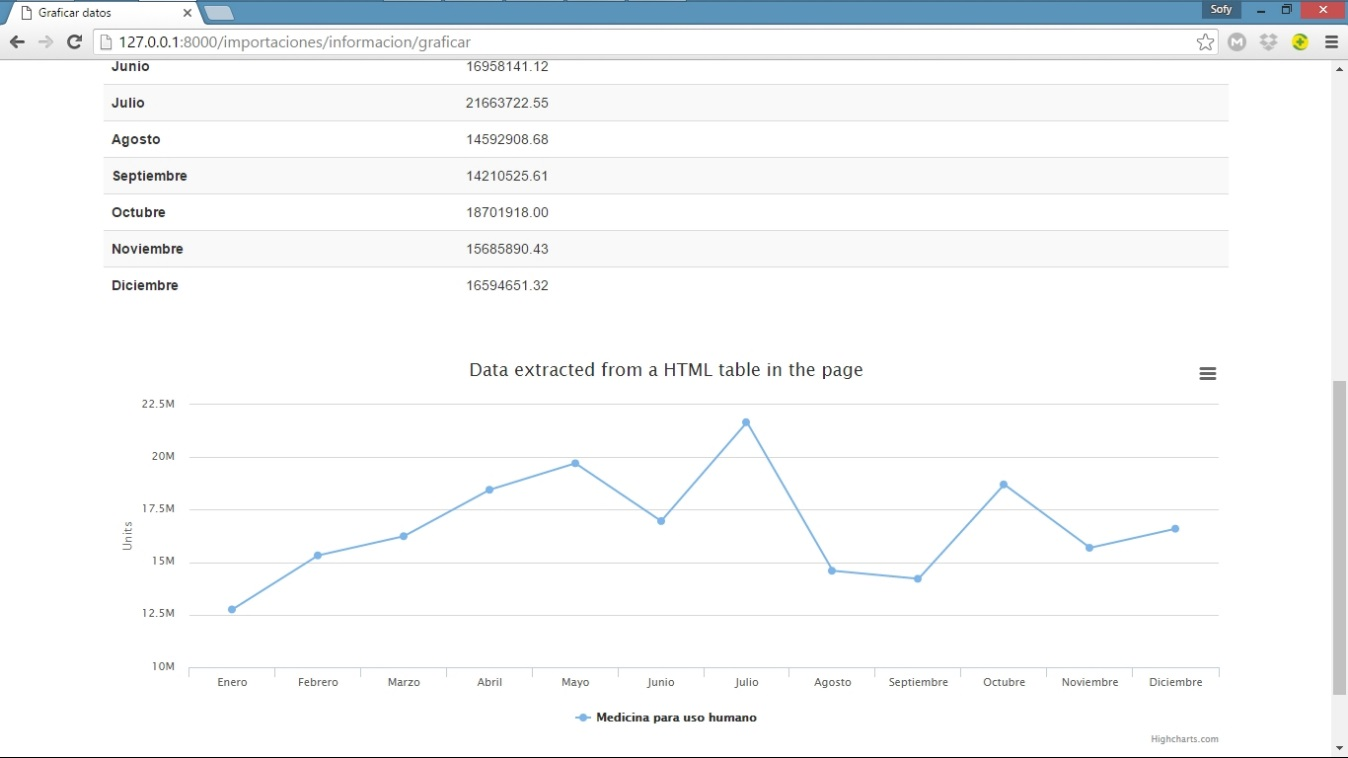 Graficar datos
Sofy
127.0.0.1:8000/importaciones/informacion/graficar
M
Junio 16958141.12
Julio 21663722.55
Agosto 14592908.68
Septiembre 14210525.61
Octubre 18701918.00
Noviembre 15685890.43
Diciembre 16594651.32
Data extracted from a HTML table in the page
22.5M
20M
17.5M
15M
12.5M
10M
Units
Enero Febrero Marzo Abril Mayo Junio Julio Agosto Septiembre Octubre Noviembre Diciembre
Medicina para uso humano
Highcharts.com